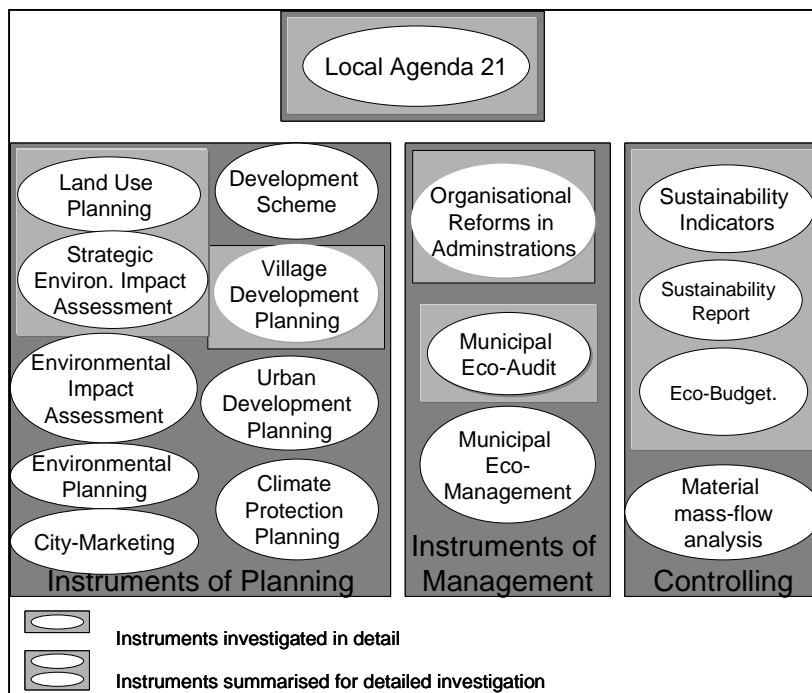 Local Agenda 21
Land Use
Planning
Strategic
Environ. Impact
Assessment
Environmental
Impact
Assessment
Environmental
Planning
City-Marketing
Development
Scheme
Village
Development
Planning
Urban
Development
Planning
Climate
Protection
Planning
Instruments of Planning
Organisational
Reforms in
Adminstrations
Municipal
Eco-Audit
Municipal
Eco-
Management
Instruments of
Management
Sustainability
Indicators
Sustainability
Report
Eco-Budget.
Material
mass-flow
analysis
Controlling
Instruments investigated in detail
Instruments summarised for detailed investigation